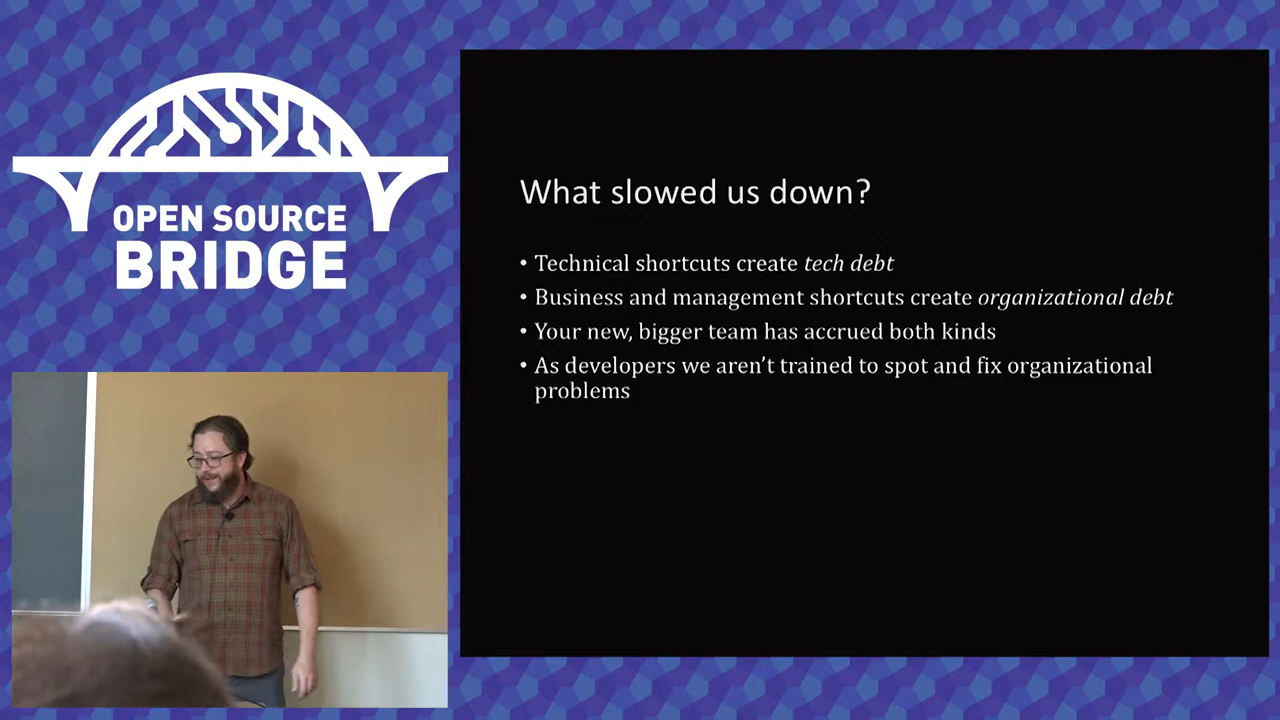 OPEN SOURCE
BRIDGE
What slowed us down?
• Technical shortcuts create tech debt
• Business and management shortcuts create organizational debt
• Your new, bigger team has accrued both kinds
• As developers we aren’t trained to spot and fix organizational
problems